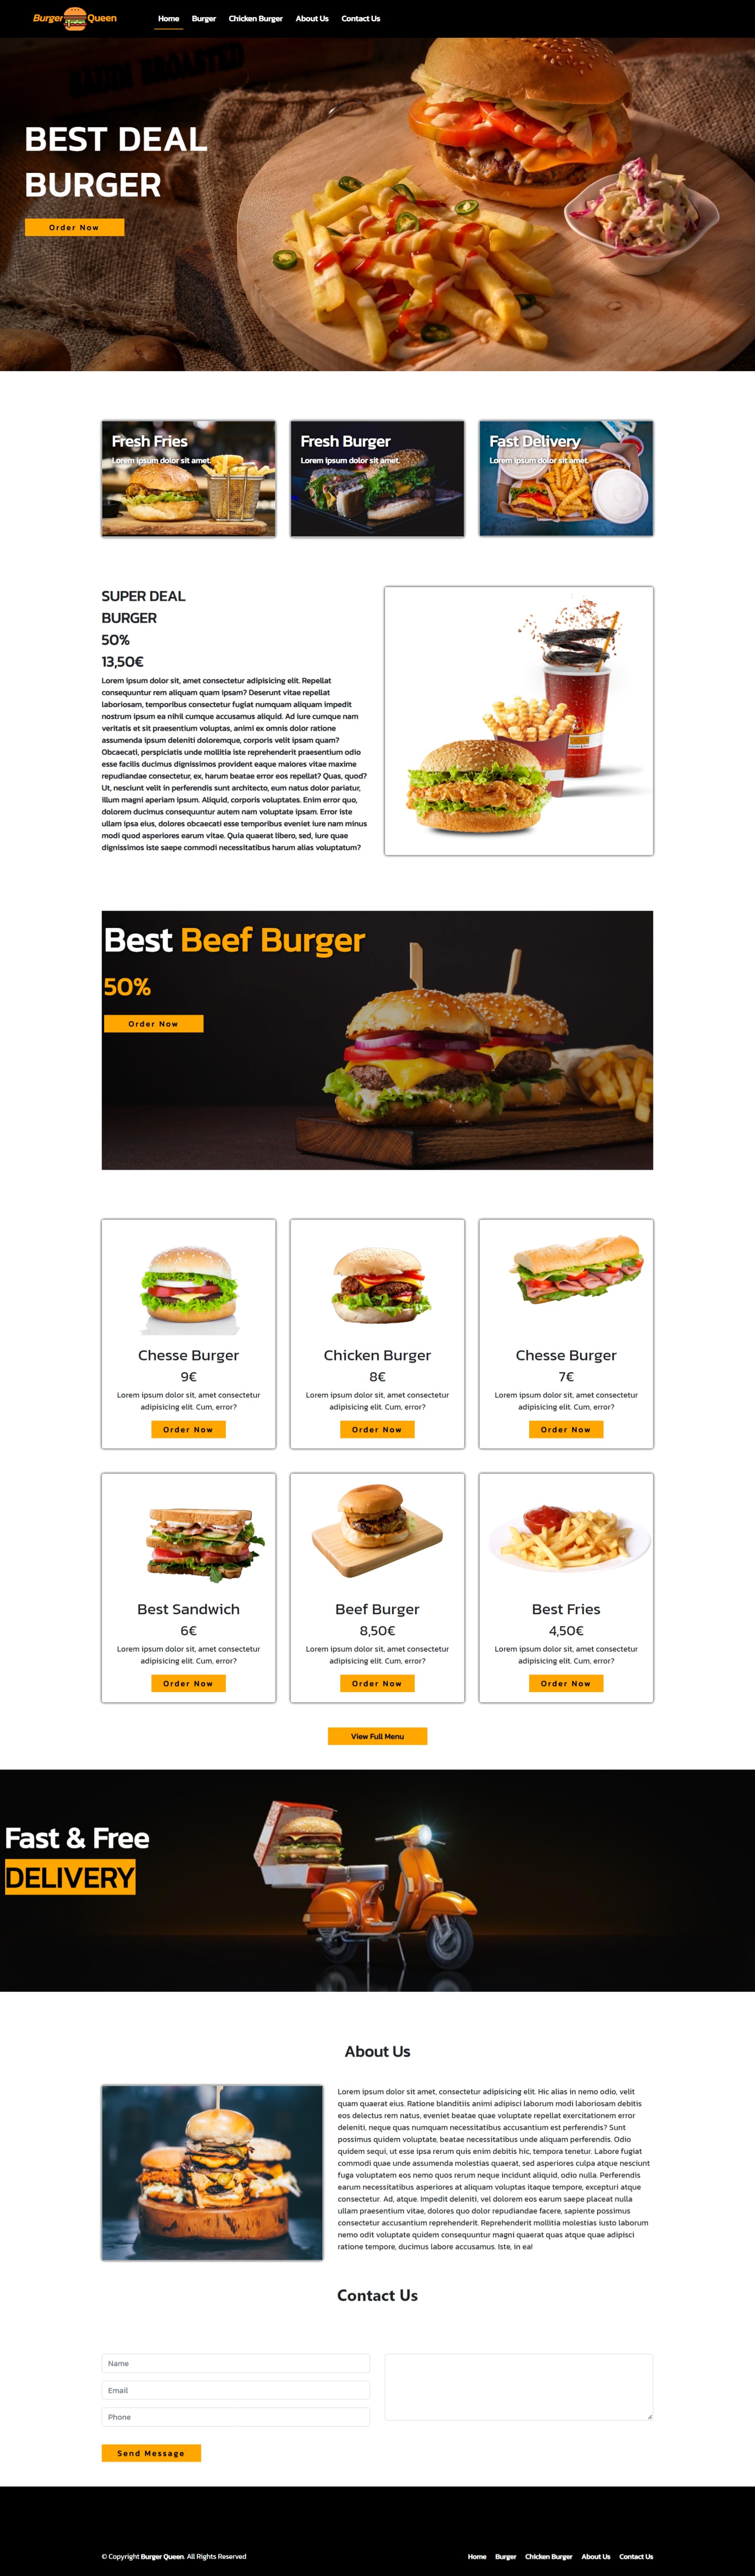 Burger Queen
Home Burger Chicken Burger About Us Contact Us
BEST DEAL
BURGER
Order Now
Fresh Fries
Lorem ipsum dolor sit amet.
Fresh Burger
Lorem ipsum dolor sit amet.
Fast Delivery
Lorem ipsum dolor sit amet.
SUPER DEAL
BURGER
50%
13,50€
Lorem ipsum dolor sit, amet consectetur adipisicing elit. Repellat
consequuntur rem aliquam quam ipsam? Deserunt vitae repellat
laboriosam, temporibus consectetur fugiat numquam aliquam impedit
nostrum ipsum ea nihil cumque accusamus aliquid. Ad iure cumque nam
veritatis et sit praesentium voluptas, animi ex omnis dolor ratione
assumenda ipsum deleniti doloremque, corporis velit ipsam quam?
Obcaecati, perspiciatis unde mollitia iste reprehenderit praesentium odio
esse facilis ducimus dignissimos provident eaque maiores vitae maxime
repudiandae consectetur, ex, harum beatae error eos repellat? Quas, quod?
Ut, nesciunt velit in perferendis sunt architecto, eum natus dolor pariatur,
illum magni aperiam ipsum. Aliquid, corporis voluptates. Enim error quo,
dolorem ducimus consequuntur autem nam voluptate ipsam. Error iste
ullam ipsa eius, dolores obcaecati esse temporibus eveniet iure nam minus
modi quod asperiores earum vitae. Quia quaerat libero, sed, iure quae
dignissimos iste saepe commodi necessitatibus harum alias voluptatum?
Best Beef Burger
50%
Order Now
Chesse Burger
9€
Lorem ipsum dolor sit, amet consectetur
adipisicing elit. Cum, error?
Order Now
Chicken Burger
8€
Lorem ipsum dolor sit, amet consectetur
adipisicing elit. Cum, error?
Order Now
Chesse Burger
7€
Lorem ipsum dolor sit, amet consectetur
adipisicing elit. Cum, error?
Order Now
Best Sandwich
6€
Lorem ipsum dolor sit, amet consectetur
adipisicing elit. Cum, error?
Order Now
Beef Burger
8,50€
Lorem ipsum dolor sit, amet consectetur
adipisicing elit. Cum, error?
Order Now
Best Fries
4,50€
Lorem ipsum dolor sit, amet consectetur
adipisicing elit. Cum, error?
Order Now
View Full Menu
Fast & Free
DELIVERY
About Us
Lorem ipsum dolor sit amet, consectetur adipisicing elit. Hic alias in nemo odio, velit
quam quaerat eius. Ratione blanditiis animi adipisci laborum modi laboriosam debitis
eos delectus rem natus, eveniet beatae quae voluptate repellat exercitationem error
deleniti, neque quas numquam necessitatibus accusantium est perferendis? Sunt
possimus quidem voluptate, beatae necessitatibus unde aliquam perferendis. Odio
quidem sequi, ut esse ipsa rerum quis enim debitis hic, tempora tenetur. Labore fugiat
commodi quae unde assumenda molestias quaerat, sed asperiores culpa atque nesciunt
fuga voluptatem eos nemo quos rerum neque incidunt aliquid, odio nulla. Perferendis
earum necessitatibus asperiores at aliquam voluptas itaque tempore, excepturi atque
consectetur. Ad, atque. Impedit deleniti, vel dolorem eos earum saepe placeat nulla
ullam praesentium vitae, dolores quo dolor repudiandae facere, sapiente possimus
consectetur accusantium reprehenderit. Reprehenderit mollitia molestias iusto laborum
nemo odit voluptate quidem consequuntur magni quaerat quas atque quae adipisci
ratione tempore, ducimus labore accusamus. Iste, in ea!
Contact Us
Name
Email
Phone
Send Message
© Copyright Burger Queen. All Rights Reserved
Home Burger Chicken Burger About Us Contact Us